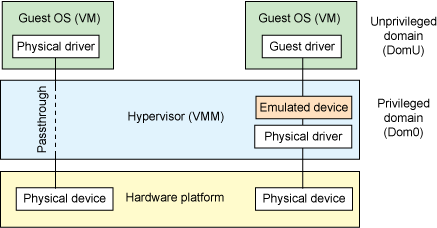 Guest OS (VM)
Physical driver
Guest OS (VM)
Guest driver
Unprivileged
domain
(DomU)
Passthrough
Hypervisor (VMM)
Emulated device
Physical driver
Privileged
domain
(Dom0)
Physical device
Hardware platform
Physical device